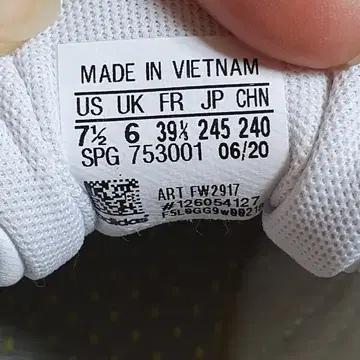 MADE IN VIETNAM
US UK FR JP CHN
7½ 6 39⅓ 245 240
SPG 753001 06/20
ART FW2917
#126054127
adidas